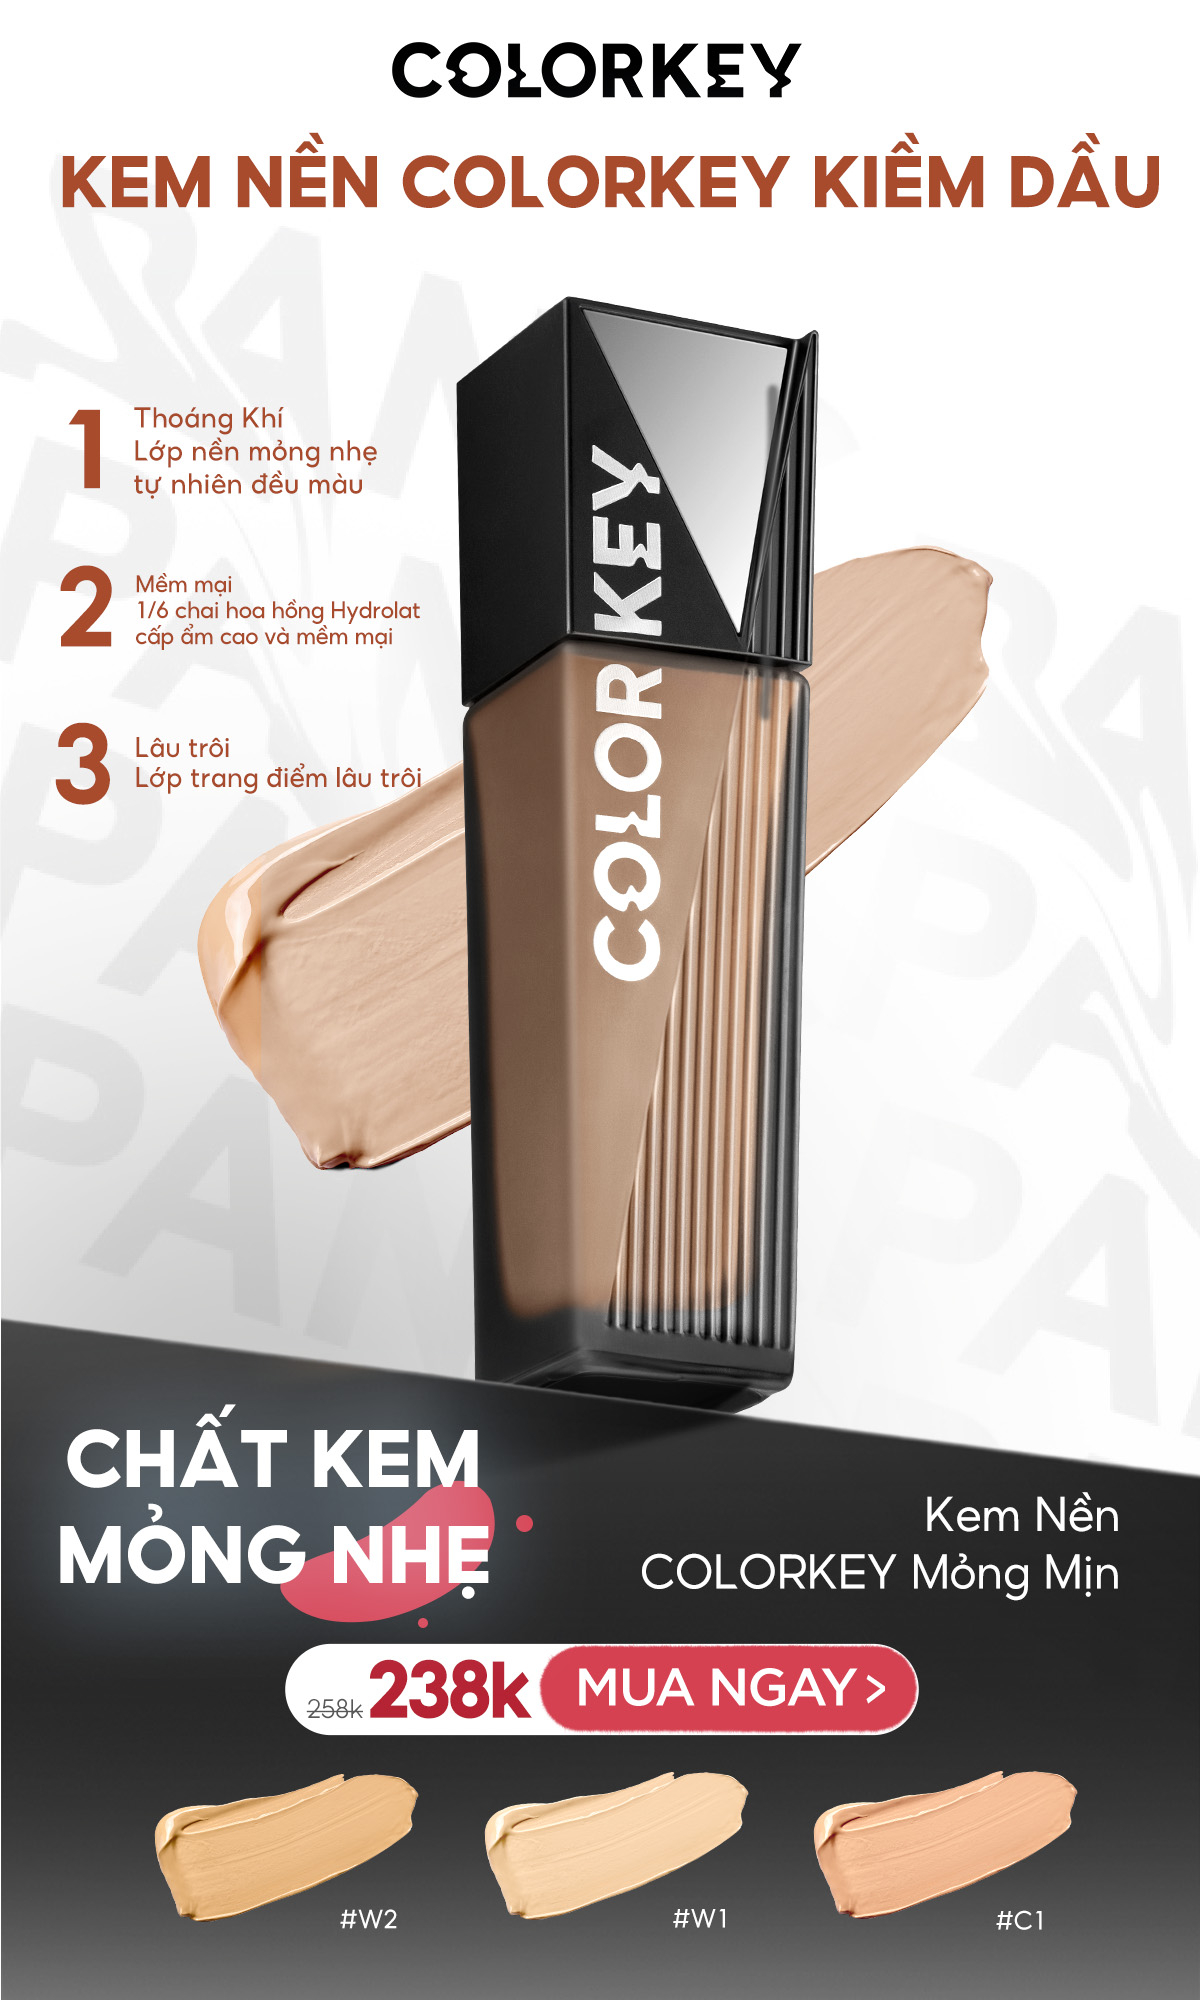 COLORKEY
KEM NỀN COLORKEY KIỀM DẦU
1
Thoáng Khí
Lớp nền mỏng nhẹ
tự nhiên đều màu
2
Mềm mại
1/6 chai hoa hồng Hydrolat
cấp ẩm cao và mềm mại
3
Lâu trôi
Lớp trang điểm lâu trôi
COLORKEY
CHẤT KEM
MỎNG NHẸ
Kem Nền
COLORKEY Mỏng Mịn
258k 238k MUA NGAY >
#W2
#W1
#C1